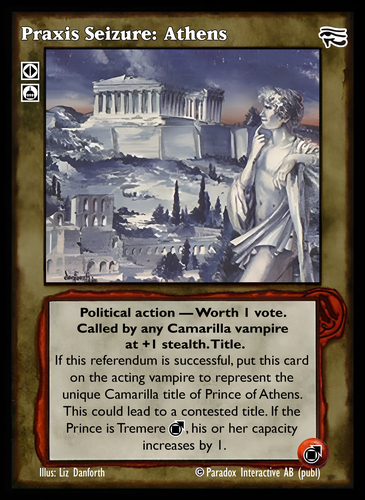 Praxis Seizure: Athens
Danforth
Political action — Worth 1 vote.
Called by any Camarilla vampire
at +1 stealth. Title.
If this referendum is successful, put this card
on the acting vampire to represent the
unique Camarilla title of Prince of Athens.
This could lead to a contested title. If the
Prince is Tremere , his or her capacity
increases by 1.
Illus: Liz Danforth © Paradox Interactive AB (publ)